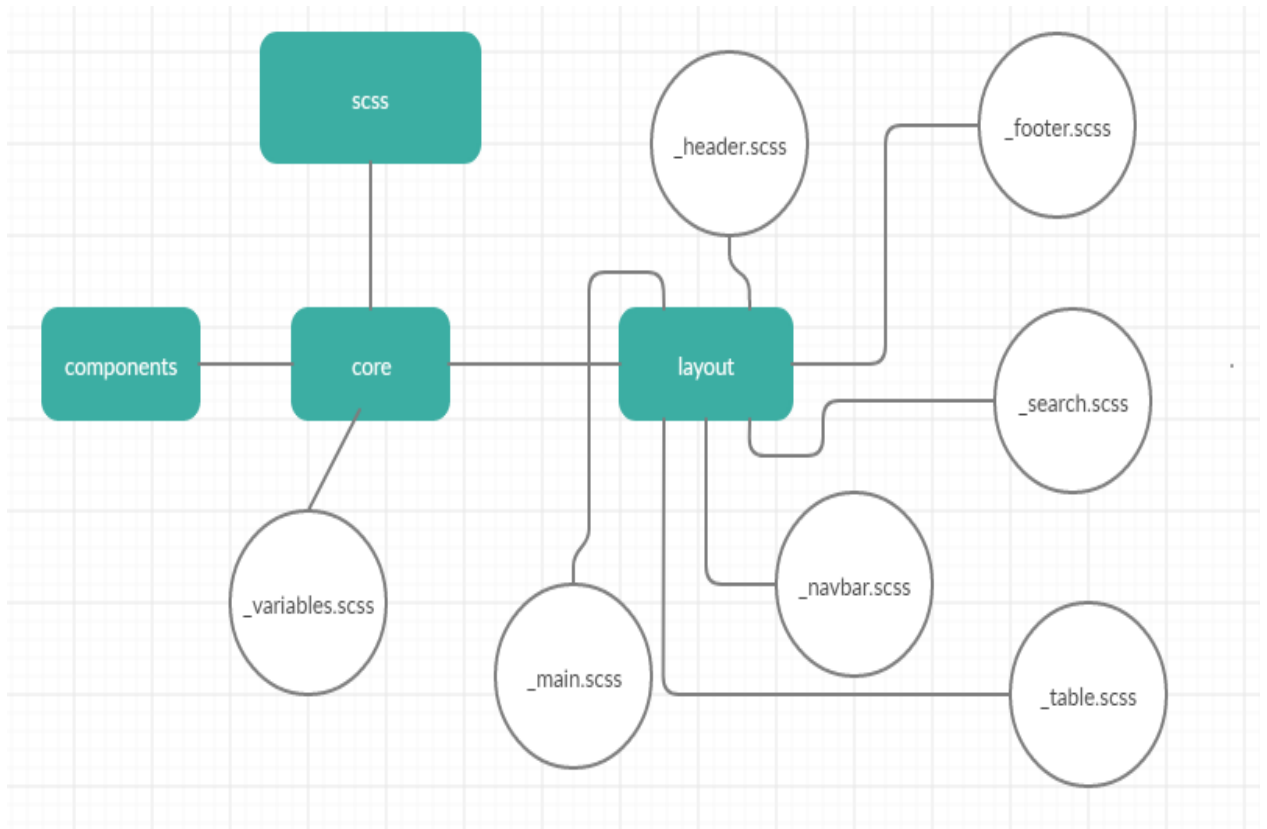 scss
_header.scss
_footer.scss
components
core
layout
_search.scss
_variables.scss
_navbar.scss
_main.scss
_table.scss